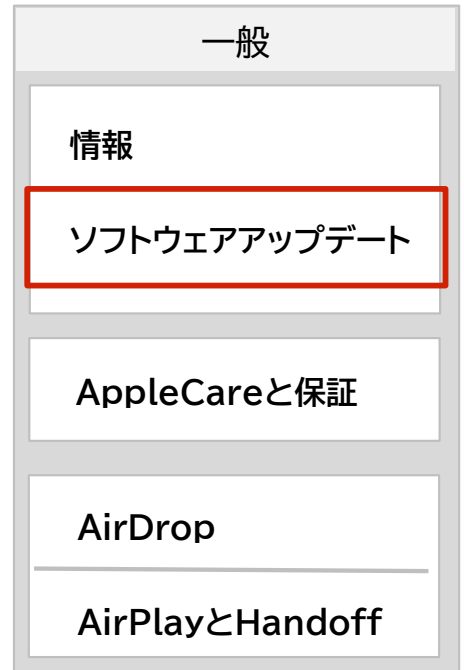 一般
情報
ソフトウェアアップデート
AppleCareと保証
AirDrop
AirPlayとHandoff